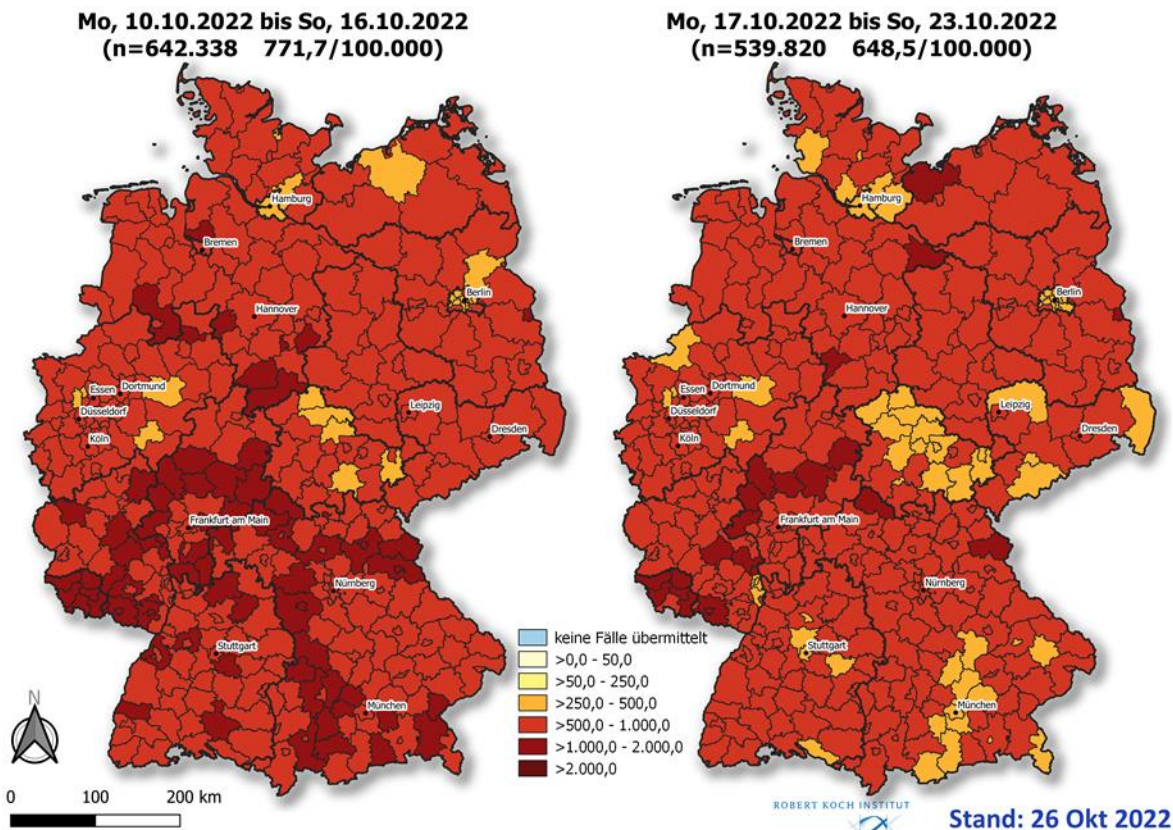 Mo, 10.10.2022 bis So, 16.10.2022
(n=642.338 771,7/100.000)
Mo, 17.10.2022 bis So, 23.10.2022
(n=539.820 648,5/100.000)
Hamburg
Bremen
Berlin
Hannover
Essen
Dortmund
Düsseldorf
Köln
Leipzig
Dresden
Frankfurt am Main
Nürnberg
Stuttgart
München
Hamburg
Bremen
Berlin
Hannover
Essen
Dortmund
Düsseldorf
Köln
Leipzig
Dresden
Frankfurt am Main
Nürnberg
Stuttgart
München
keine Fälle übermittelt
>0,0 - 50,0
>50,0 - 250,0
>250,0 - 500,0
>500,0 - 1.000,0
>1.000,0 - 2.000,0
>2.000,0
N
0 100 200 km
ROBERT KOCH INSTITUT
Stand: 26 Okt 2022